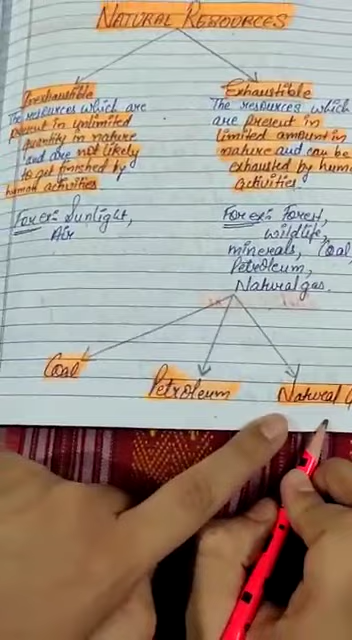 NATURAL RESOURCES
Inexhaustible
The resources which are
present in unlimited
quantity in nature
and are not likely
to get finished by
human activities
For ex:- Sunlight,
Air
Exhaustible
The resources which
are present in
limited amount in
nature and can be
exhausted by huma
activities
For ex:- Forest,
wildlife,
minerals, Coal,
Petroleum,
Natural gas.
Coal
Petroleum
Natural